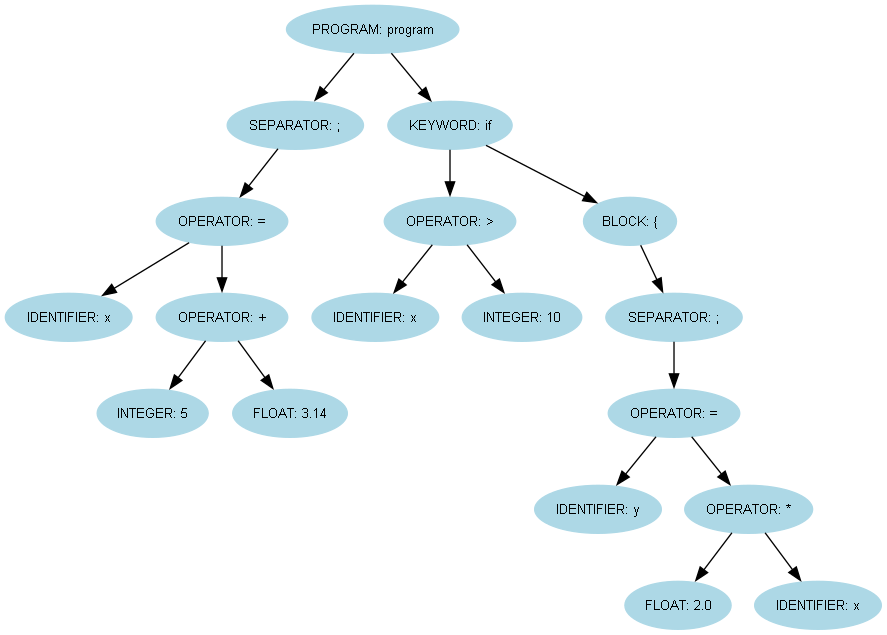 PROGRAM: program
SEPARATOR: ;
KEYWORD: if
OPERATOR: =
OPERATOR: >
BLOCK: {
IDENTIFIER: x
OPERATOR: +
IDENTIFIER: x
INTEGER: 10
SEPARATOR: ;
INTEGER: 5
FLOAT: 3.14
OPERATOR: =
IDENTIFIER: y
OPERATOR: *
FLOAT: 2.0
IDENTIFIER: x